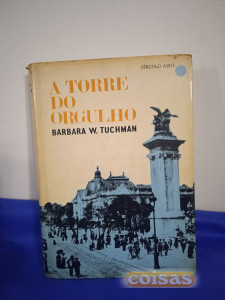 CÍRCULO AZUL
A TORRE
DO
ORGULHO
BARBARA W. TUCHMAN
coisas